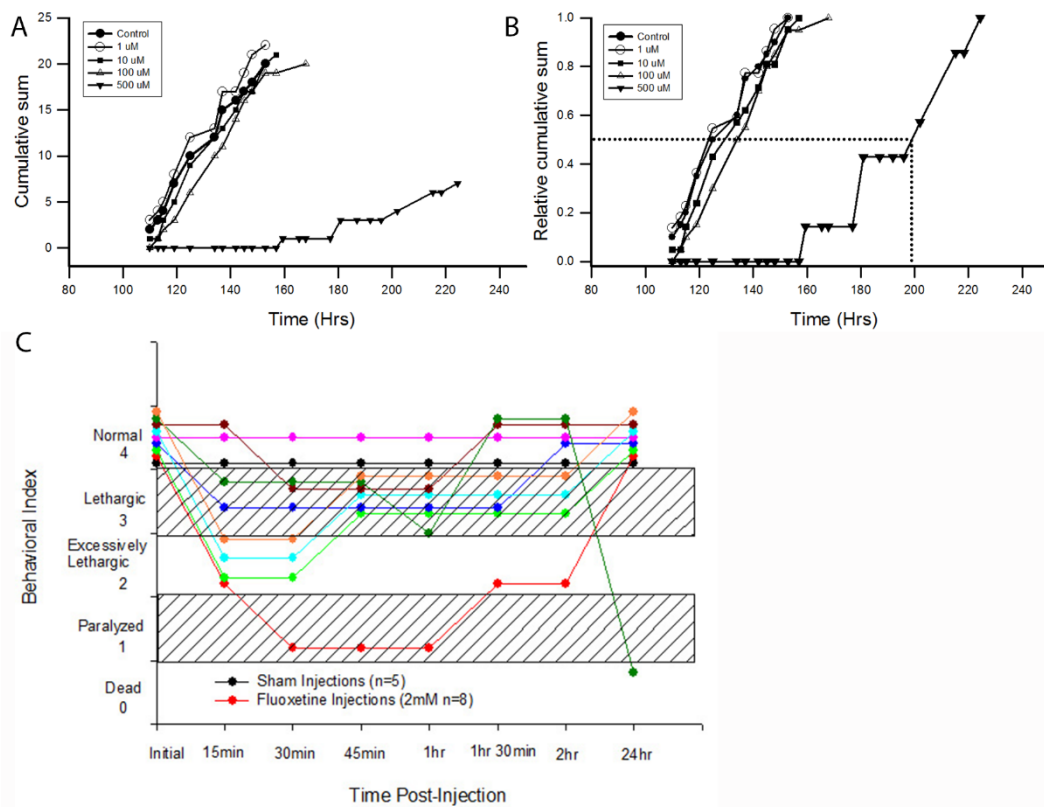 A
25
20
15
10
5
0
Cumulative sum
Control
1 uM
10 uM
100 uM
500 uM
80 100 120 140 160 180 200 220 240
Time (Hrs)
B
1.0
0.8
0.6
0.4
0.2
0.0
Relative cumulative sum
Control
1 uM
10 uM
100 uM
500 uM
80 100 120 140 160 180 200 220 240
Time (Hrs)
C
Behavioral Index
Normal
4
Lethargic
3
Excessively
Lethargic
2
Paralyzed
1
Dead
0
Sham Injections (n=5)
Fluoxetine Injections (2mM n=8)
Initial 15min 30min 45min 1hr 1hr 30min 2hr 24hr
Time Post-Injection